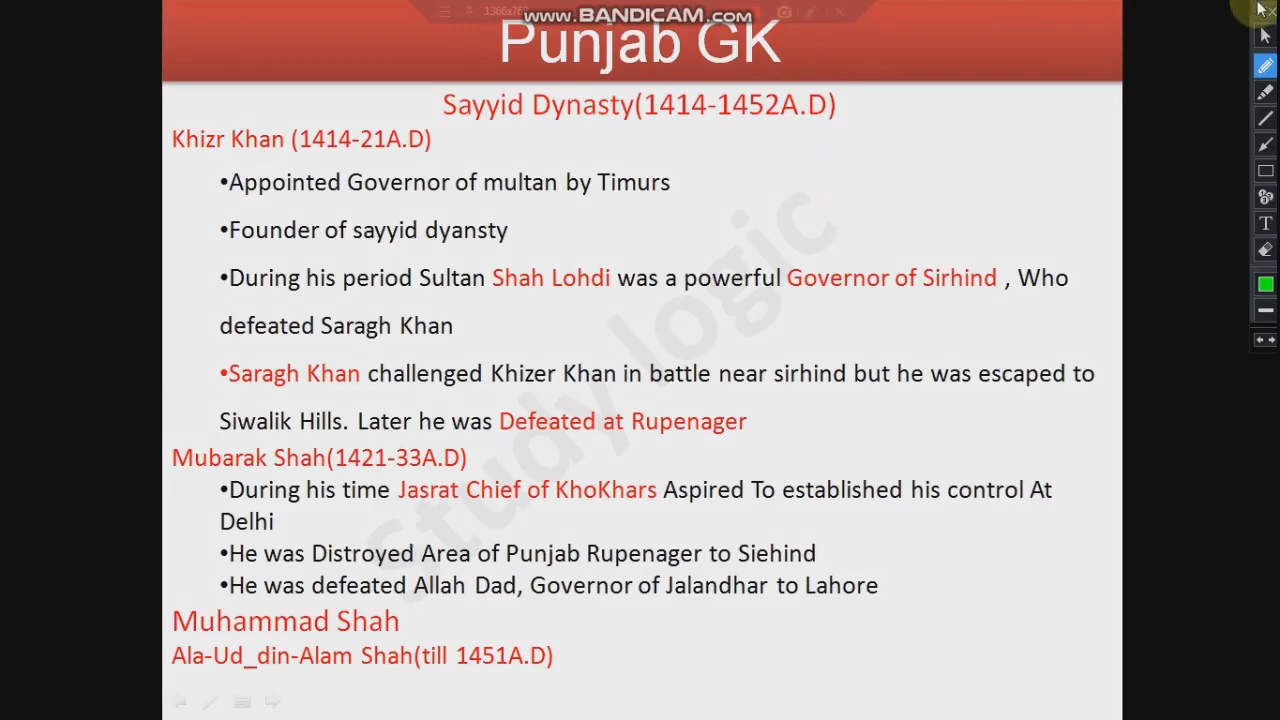 www.BANDICAM.com
Punjab GK
Sayyid Dynasty(1414-1452A.D)
Khizr Khan (1414-21A.D)
•Appointed Governor of multan by Timurs
•Founder of sayyid dyansty
•During his period Sultan Shah Lohdi was a powerful Governor of Sirhind , Who
defeated Saragh Khan
•Saragh Khan challenged Khizer Khan in battle near sirhind but he was escaped to
Siwalik Hills. Later he was Defeated at Rupenager
Mubarak Shah(1421-33A.D)
•During his time Jasrat Chief of KhoKhars Aspired To established his control At
Delhi
•He was Distroyed Area of Punjab Rupenager to Siehind
•He was defeated Allah Dad, Governor of Jalandhar to Lahore
Muhammad Shah
Ala-Ud_din-Alam Shah(till 1451A.D)
Study logic